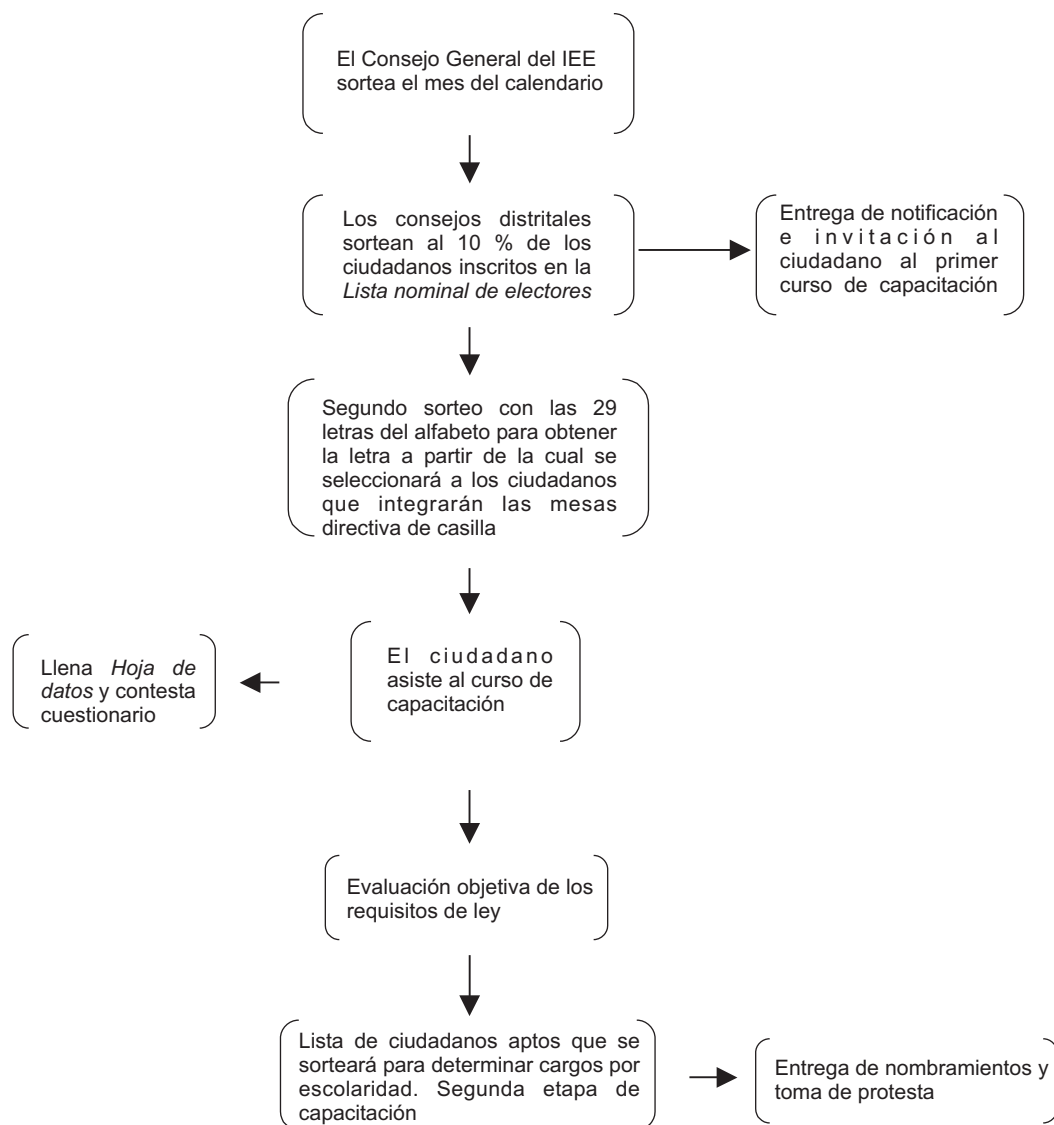 El Consejo General del IEE
sortea el mes del calendario
Los consejos distritales
sortean al 10 % de los
ciudadanos inscritos en la
Lista nominal de electores
Entrega de notificación
e invitación al
ciudadano al primer
curso de capacitación
Segundo sorteo con las 29
letras del alfabeto para obtener
la letra a partir de la cual se
seleccionará a los ciudadanos
que integrarán las mesas
directiva de casilla
El ciudadano
asiste al curso de
capacitación
Llena Hoja de
datos y contesta
cuestionario
Evaluación objetiva de los
requisitos de ley
Lista de ciudadanos aptos que se
sorteará para determinar cargos por
escolaridad. Segunda etapa de
capacitación
Entrega de nombramientos y
toma de protesta